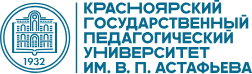 КРАСНОЯРСКИЙ
ГОСУДАРСТВЕННЫЙ
ПЕДАГОГИЧЕСКИЙ
УНИВЕРСИТЕТ
ИМ. В. П. АСТАФЬЕВА
1932